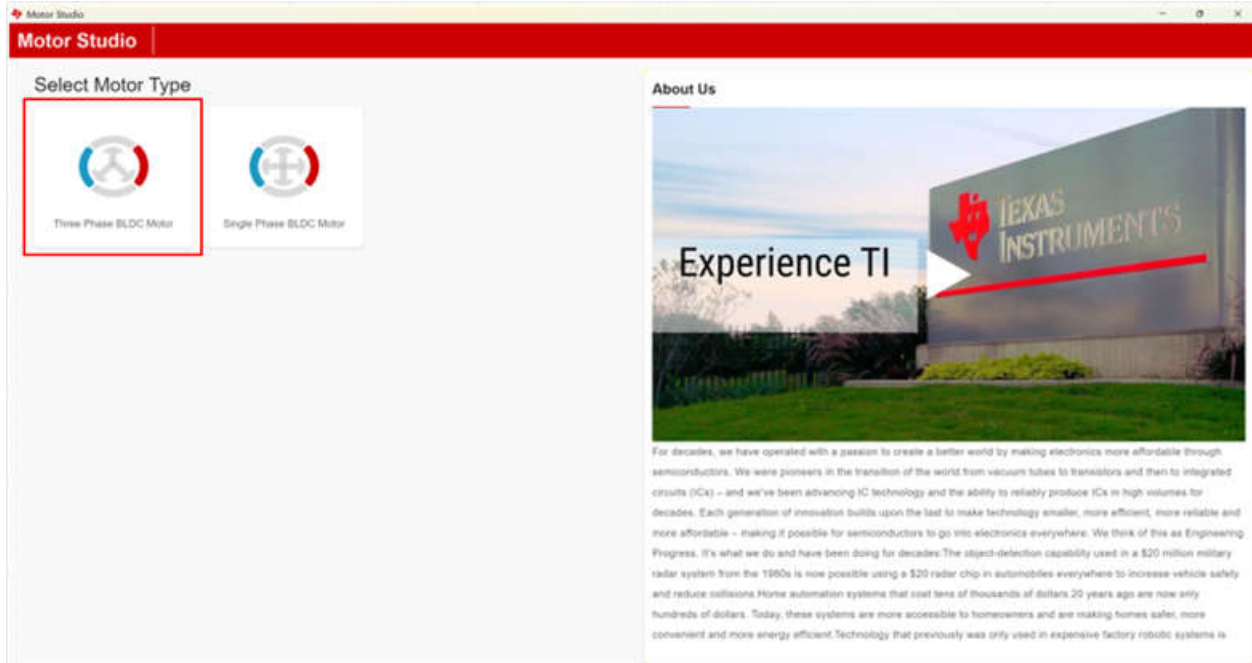 Motor Studio
Motor Studio
Select Motor Type
Three Phase BLDC Motor
Single Phase BLDC Motor
About Us
Experience TI
TEXAS
INSTRUMENTS
For decades, we have operated with a passion to create a better world by making electronics more affordable through
semiconductors. We were pioneers in the transition of the world from vacuum tubes to transistors and then to integrated
circuits (ICs) – and we've been advancing IC technology and the ability to reliably produce ICs in high volumes for
decades. Each generation of innovation builds upon the last to make technology smaller, more efficient, more reliable and
more affordable – making it possible for semiconductors to go into electronics everywhere. We think of this as Engineering
Progress. It's what we do and have been doing for decades.The object-detection capability used in a $20 million military
radar system from the 1980s is now possible using a $20 radar chip in automobiles everywhere to increase vehicle safety
and reduce collisions.Home automation systems that cost tens of thousands of dollars 20 years ago are now only
hundreds of dollars. Today, these systems are more accessible to homeowners and are making homes safer, more
convenient and more energy efficient.Technology that previously was only used in expensive factory robotic systems is